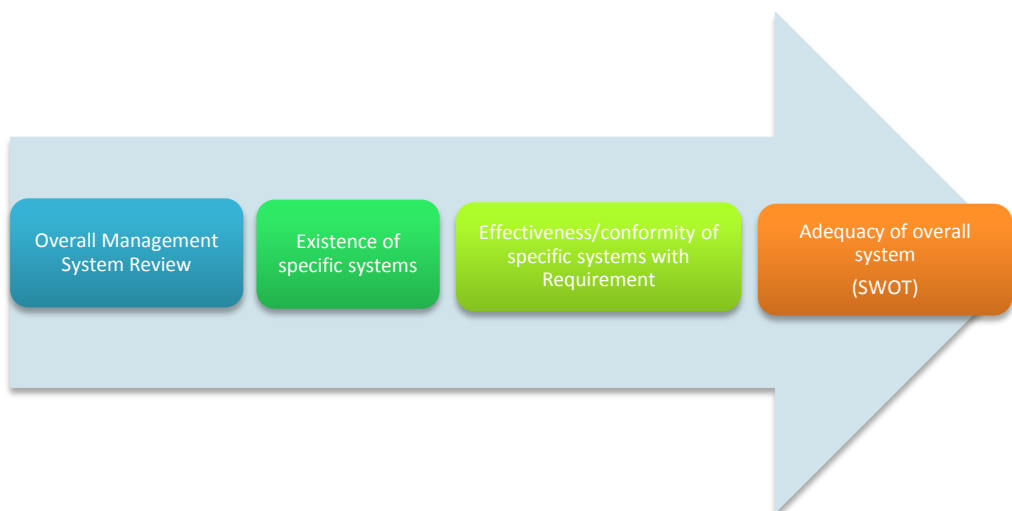 Overall Management
System Review
Existence of
specific systems
Effectiveness/conformity of
specific systems with
Requirement
Adequacy of overall
system
(SWOT)